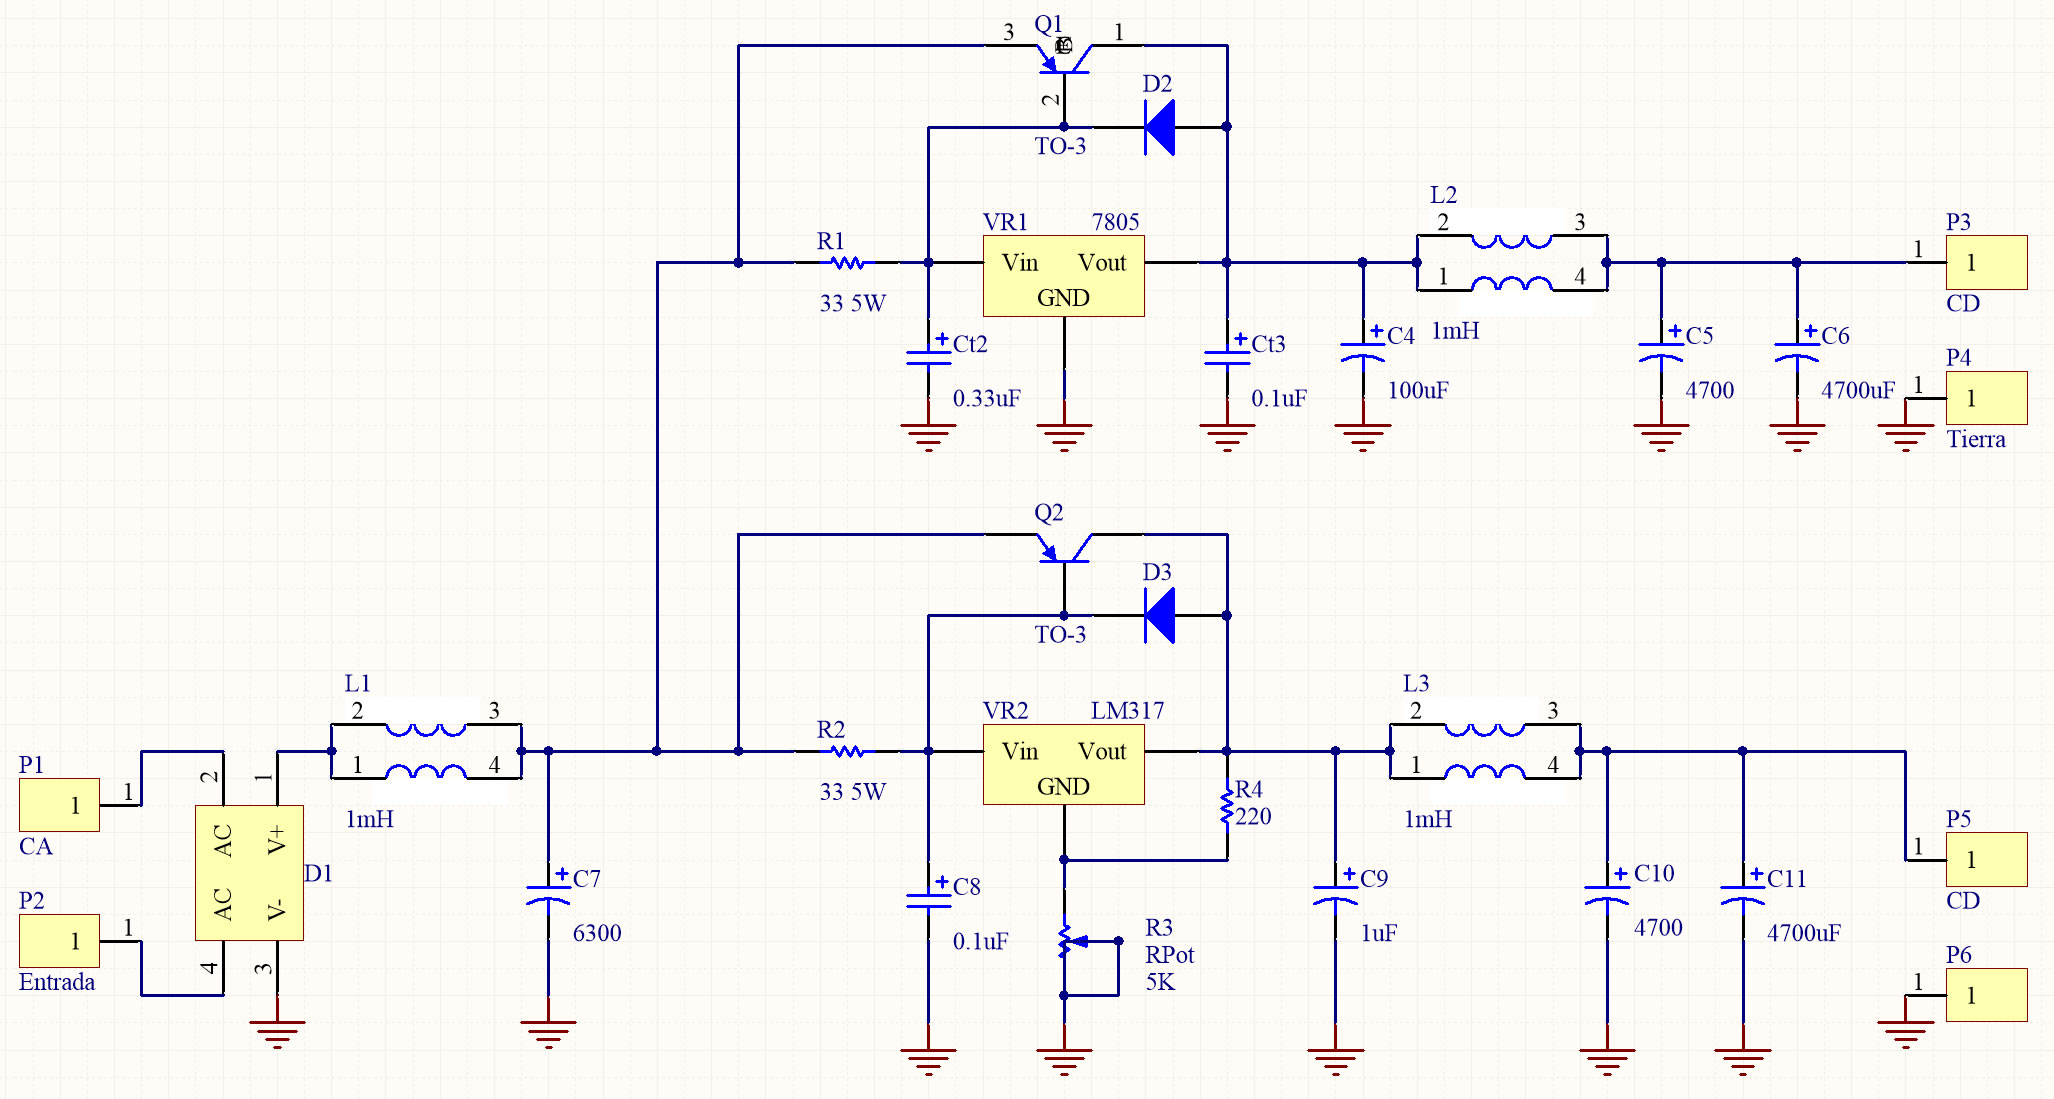 Q1
3
1
2
D2
TO-3
R1
33 5W
VR1 7805
Vin Vout
GND
Ct2
0.33uF
Ct3
0.1uF
C4
100uF
L2
2 3
1 4
1mH
C5
4700
C6
4700uF
P3
1 1
CD
P4
1 1
Tierra
Q2
D3
TO-3
R2
33 5W
VR2 LM317
Vin Vout
GND
R4
220
C8
0.1uF
R3
RPot
5K
C9
1uF
L3
2 3
1 4
1mH
C10
4700
C11
4700uF
P5
1 1
CD
P6
1 1
L1
2 3
1 4
1mH
C7
6300
P1
1 1
CA
P2
1 1
Entrada
2 1
AC V+
AC V-
4 3
D1